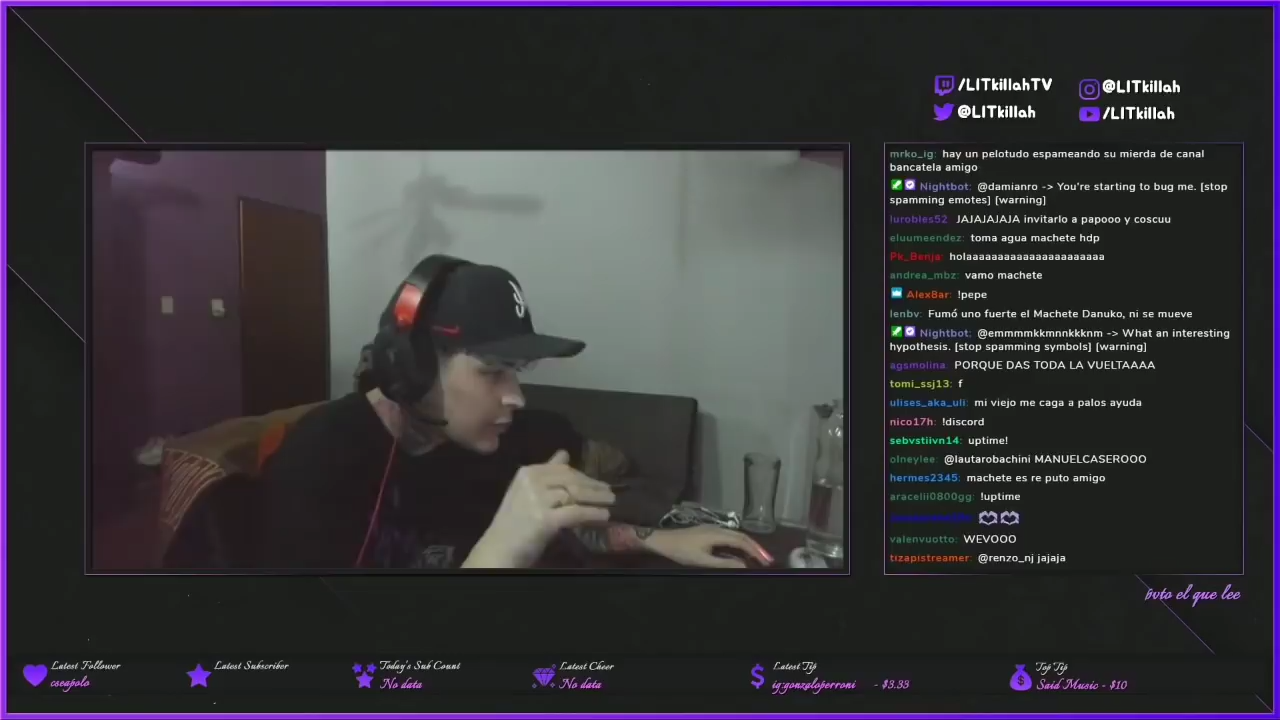 /LITkillahTV
@LITkillah
@LITkillah
/LITkillah
mrko_ig: hay un pelotudo espameando su mierda de canal
bancatela amigo
Nightbot: @damianro -> You're starting to bug me. [stop
spamming emotes] [warning]
lurobles52 JAJAJAJAJA invitarlo a papooo y coscuu
eluumeendez: toma agua machete hdp
Pk_Benja: holaaaaaaaaaaaaaaaaaaaaaa
andrea_mbz: vamo machete
Alex8ar: !pepe
lenbv: Fumó uno fuerte el Machete Danuko, ni se mueve
Nightbot: @emmmmkkmnnkkknm -> What an interesting
hypothesis. [stop spamming symbols] [warning]
agsmolina: PORQUE DAS TODA LA VUELTAAAA
tomi_ssj13: f
ulises_aka_uli: mi viejo me caga a palos ayuda
nico17h: !discord
sebvstiivn14: uptime!
olneylee: @lautarobachini MANUELCASEROOO
hermes2345: machete es re puto amigo
aracelii0800gg: !uptime
valenvuotto: WEVOOO
tizapistreamer: @renzo_nj jajaja
pvto el que lee
Latest Follower
cseapolo
Latest Subscriber
Today's Sub Count
No data
Latest Cheer
No data
Latest Tip
ig:gonzaloperroni - $3.33
Top Tip
Said Music - $10